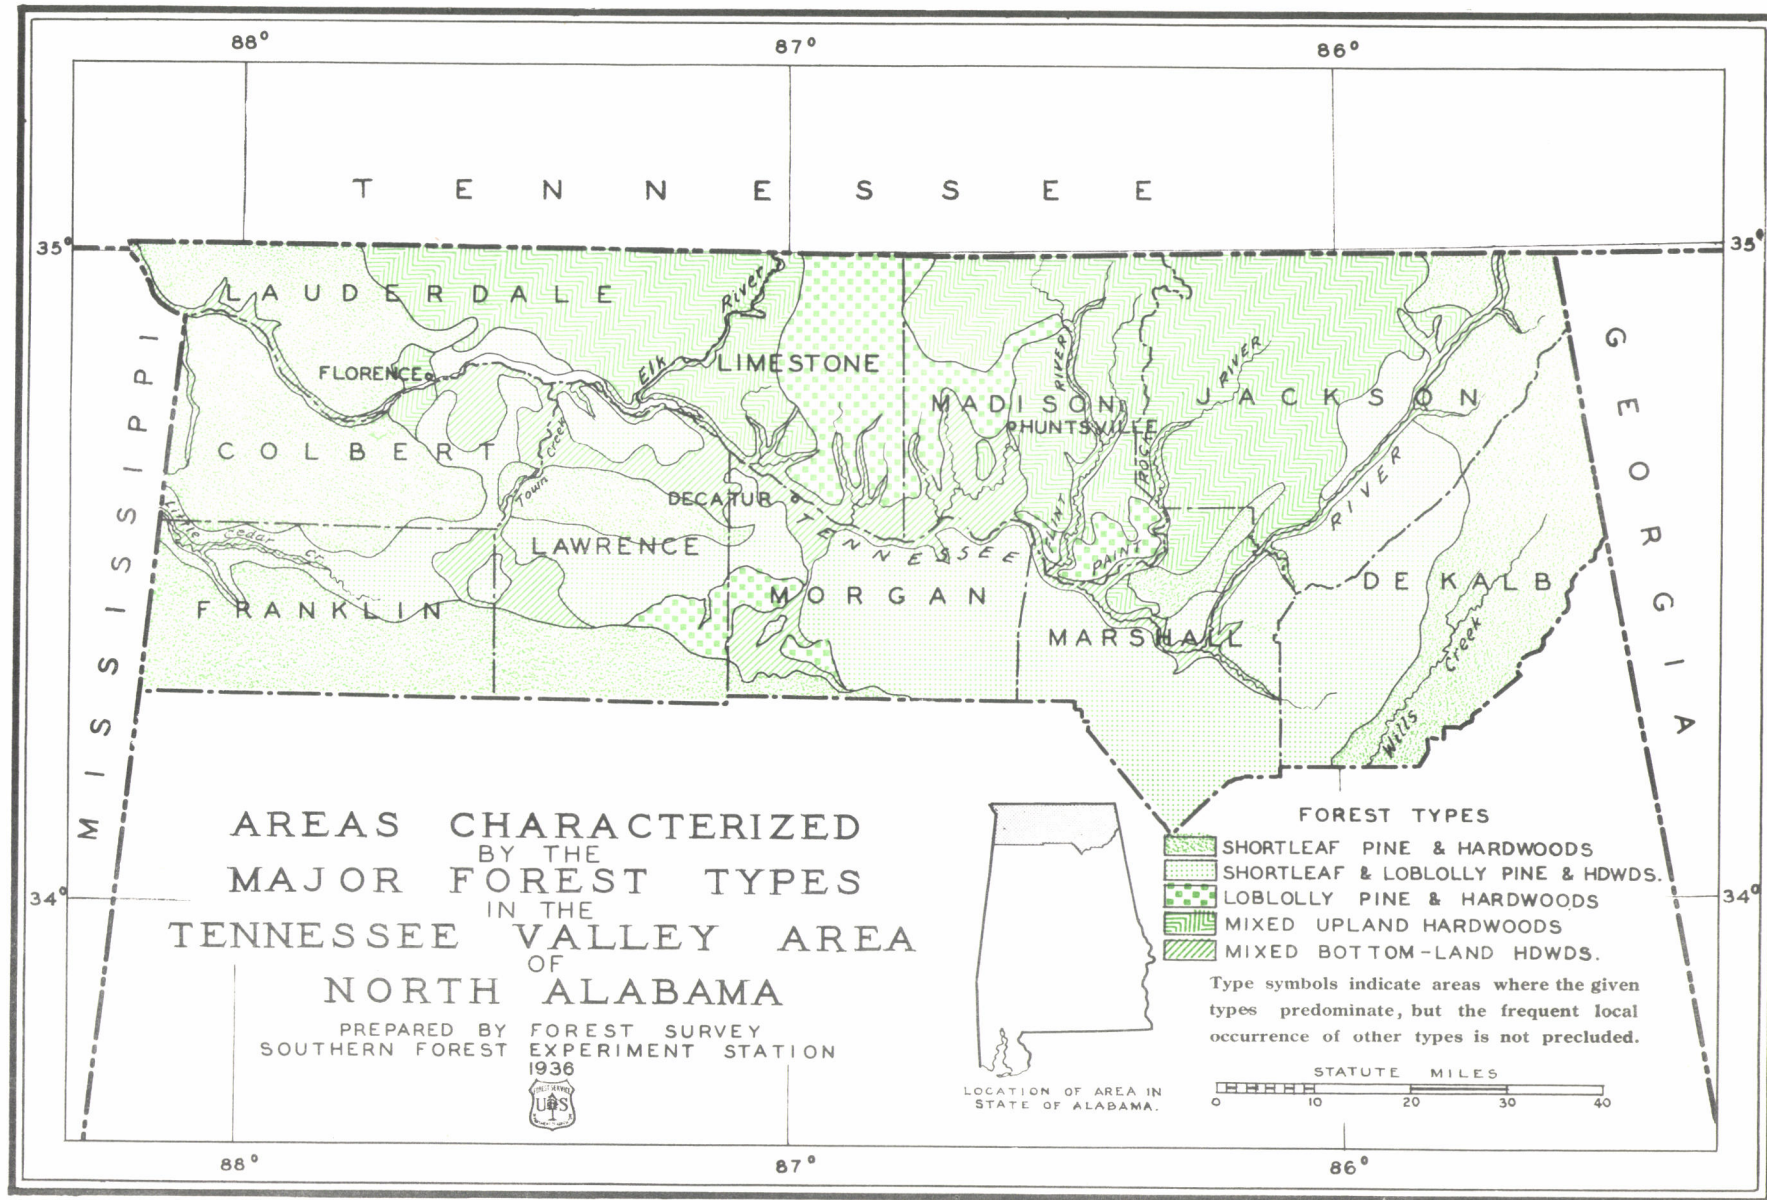 88° 87° 86°
TENNESSEE
35° 35°
MISSISSIPPI
GEORGIA
LAUDERDALE
River
Elk
LIMESTONE
FLORENCE
MADISON
HUNTSVILLE
RIVER
JACKSON
RIVER
ROCK
COLBERT
Town Creek
DECATUR
TENNESSEE
RIVER
FLINT
PAINT
Little
Cedar Cr.
LAWRENCE
FRANKLIN
MORGAN
MARSHALL
DE KALB
Wills Creek
34° 34°
AREAS CHARACTERIZED
BY THE
MAJOR FOREST TYPES
IN THE
TENNESSEE VALLEY AREA
OF
NORTH ALABAMA
PREPARED BY FOREST SURVEY
SOUTHERN FOREST EXPERIMENT STATION
1936
U S
LOCATION OF AREA IN
STATE OF ALABAMA.
FOREST TYPES
SHORTLEAF PINE & HARDWOODS
SHORTLEAF & LOBLOLLY PINE & HDWDS.
LOBLOLLY PINE & HARDWOODS
MIXED UPLAND HARDWOODS
MIXED BOTTOM-LAND HDWDS.
Type symbols indicate areas where the given
types predominate, but the frequent local
occurrence of other types is not precluded.
STATUTE MILES
0 10 20 30 40
88° 87° 86°